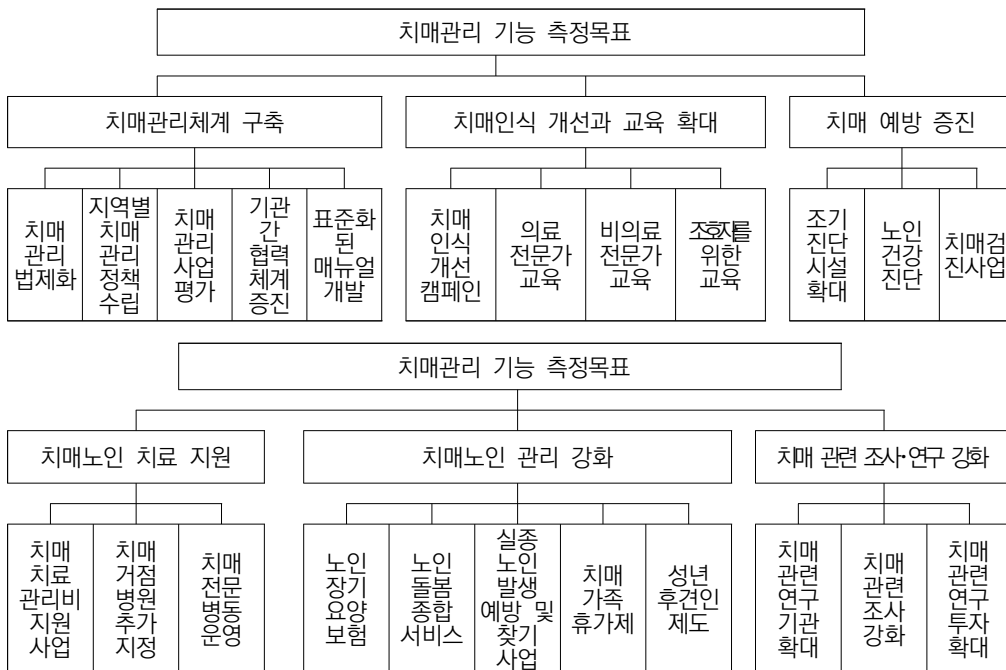 치매관리 기능 측정목표
치매관리체계 구축
치매인식 개선과 교육 확대
치매 예방 증진
치매
관리
법제화
지역별
치매
관리
정책
수립
치매
관리
사업
평가
기관
간
협력
체계
증진
표준화
된
매뉴얼
개발
치매
인식
개선
캠페인
의료
전문가
교육
비의료
전문가
교육
조호자를
위한
교육
조기
진단
시설
확대
노인
건강
진단
치매검
진사업
치매관리 기능 측정목표
치매노인 치료 지원
치매노인 관리 강화
치매 관련 조사·연구 강화
치매
치료
관리비
지원
사업
치매
거점
병원
추가
지정
치매
전문
병동
운영
노인
장기
요양
보험
노인
돌봄
종합
서비스
실종
노인
발생
예방 및
찾기
사업
치매
가족
휴가제
성년
후견인
제도
치매
관련
연구
기관
확대
치매
관련
조사
강화
치매
관련
연구
투자
확대